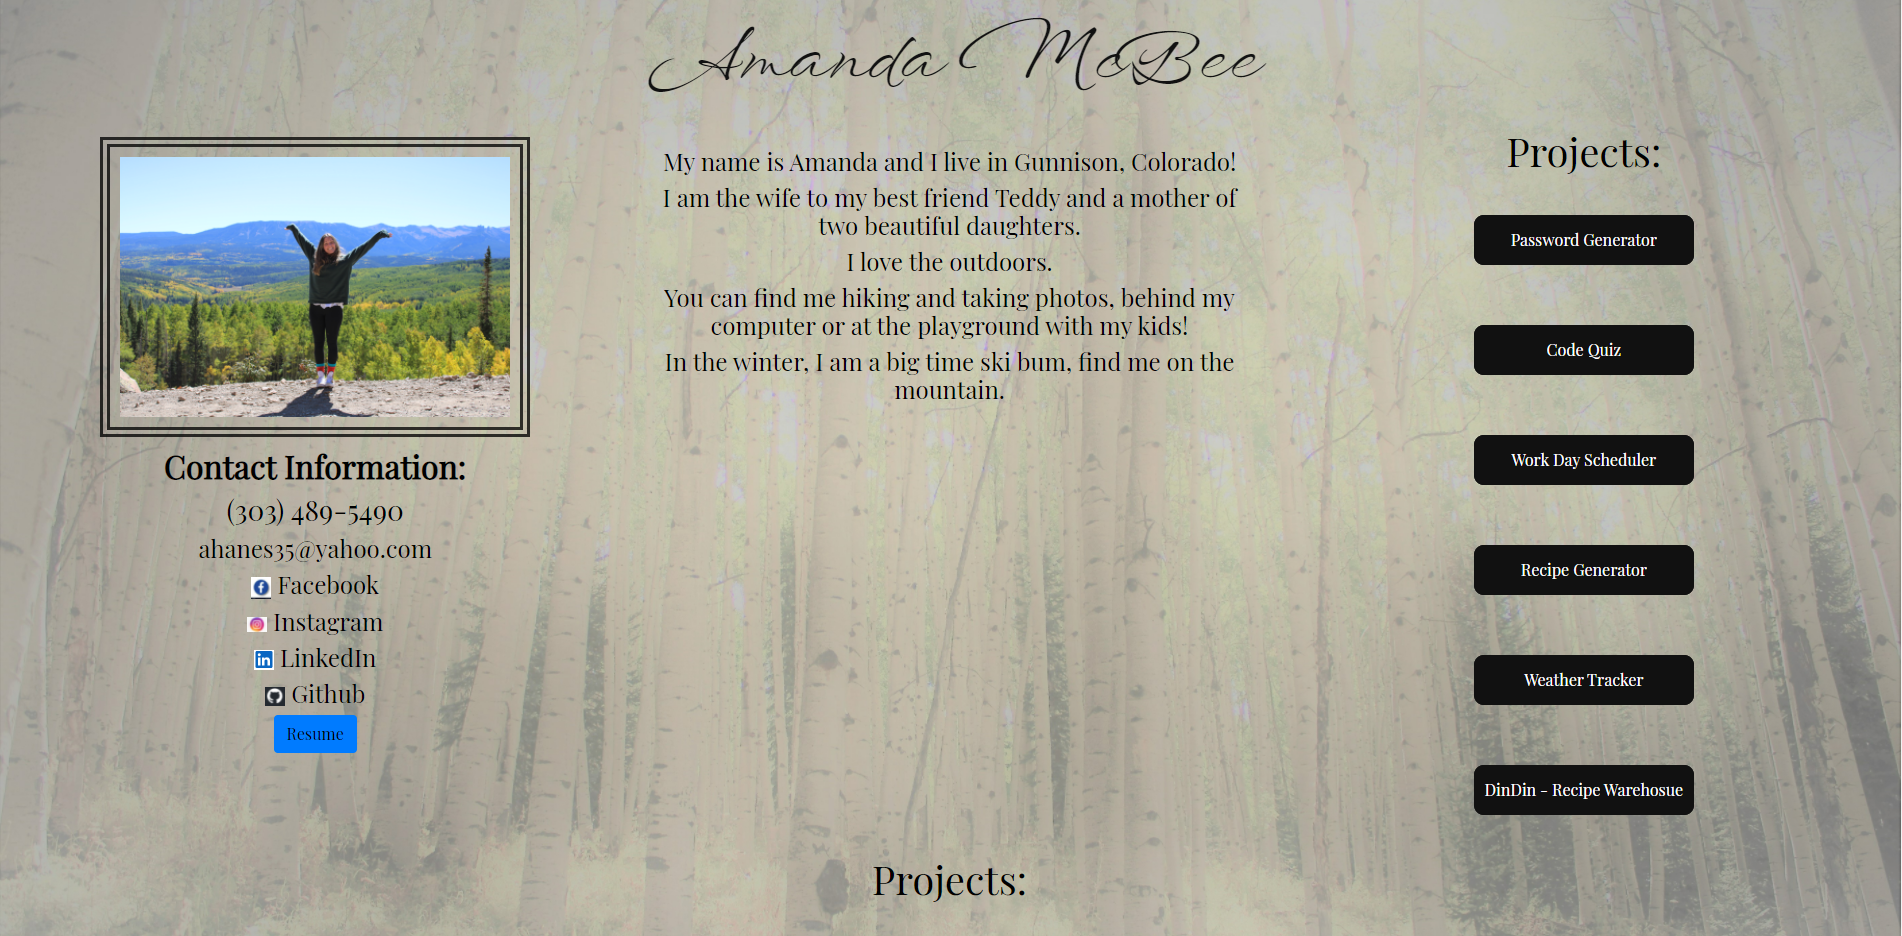 Amanda McBee
My name is Amanda and I live in Gunnison, Colorado!
I am the wife to my best friend Teddy and a mother of
two beautiful daughters.
I love the outdoors.
You can find me hiking and taking photos, behind my
computer or at the playground with my kids!
In the winter, I am a big time ski bum, find me on the
mountain.
Contact Information:
(303) 489-5490
ahanes35@yahoo.com
Facebook
Instagram
LinkedIn
Github
Resume
Projects:
Password Generator
Code Quiz
Work Day Scheduler
Recipe Generator
Weather Tracker
DinDin - Recipe Warehosue
Projects: